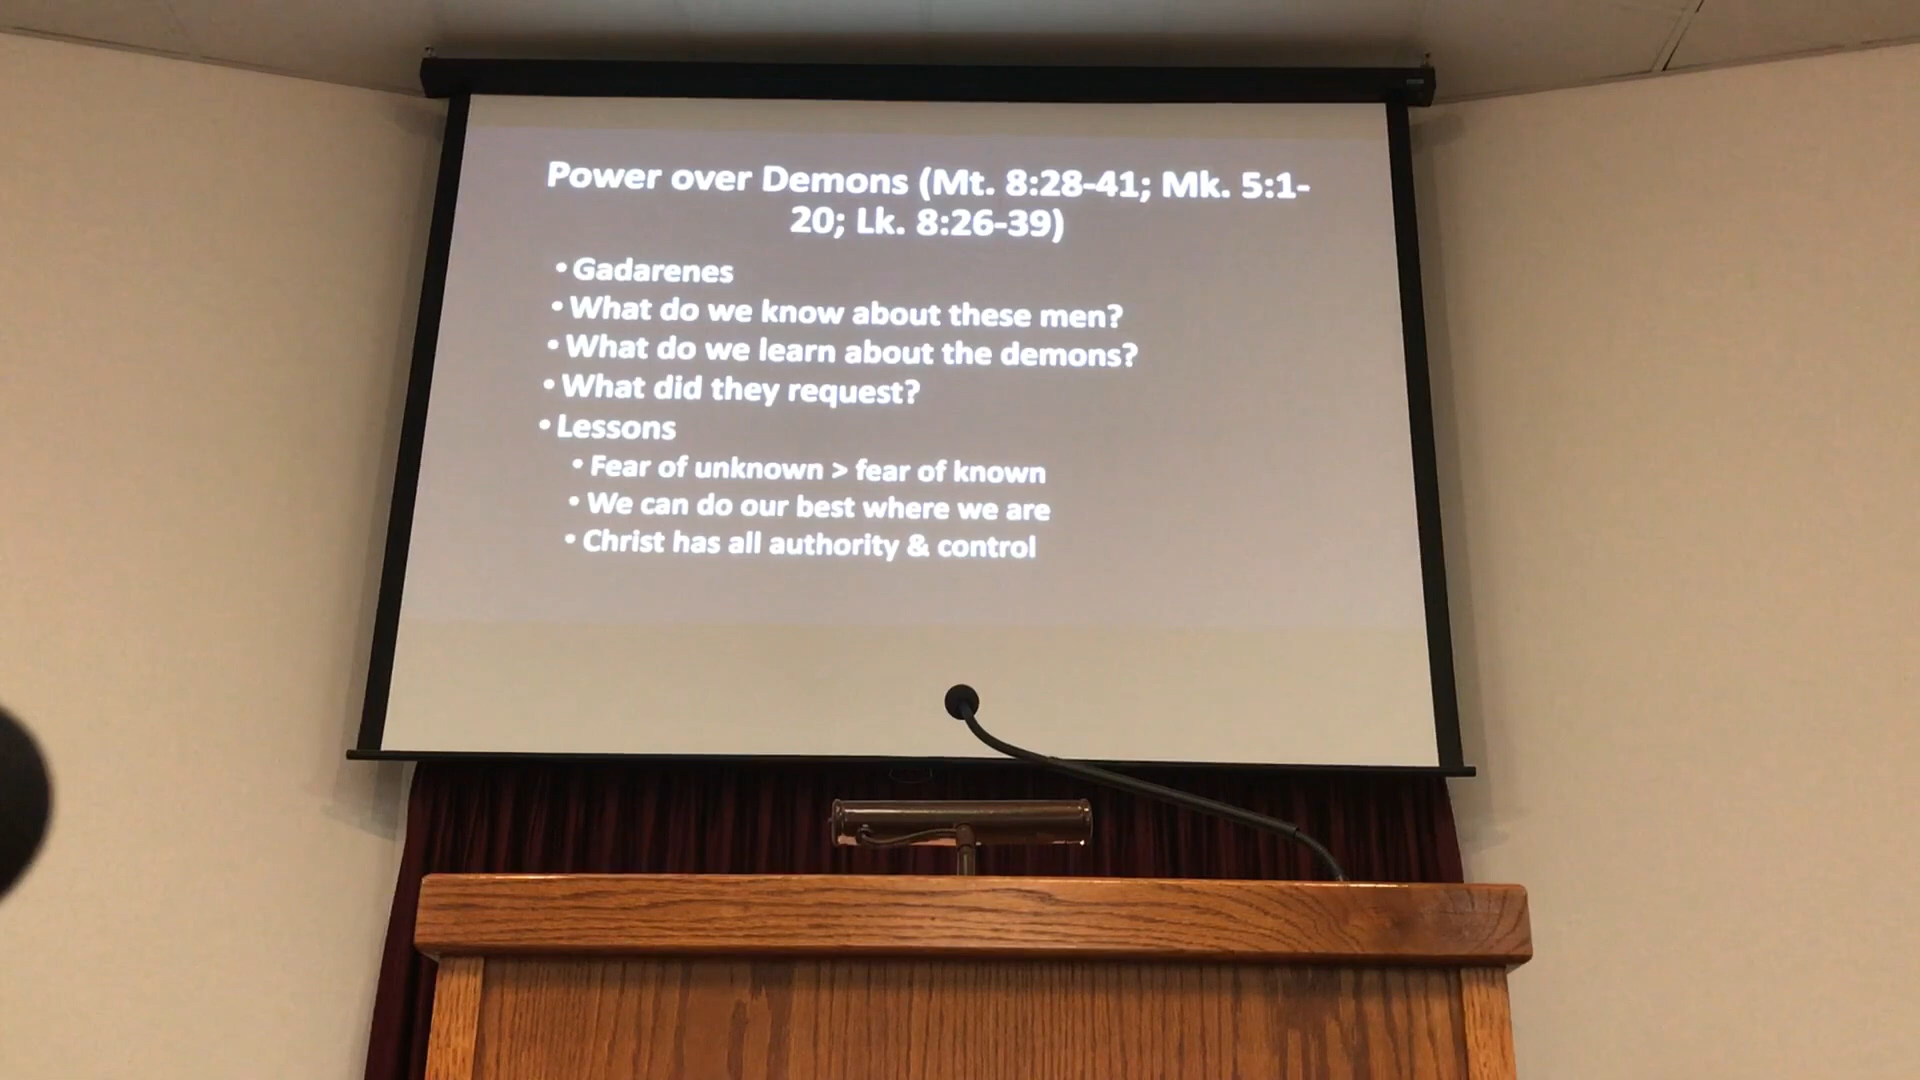 Power over Demons (Mt. 8:28-41; Mk. 5:1-
20; Lk. 8:26-39)
• Gadarenes
• What do we know about these men?
• What do we learn about the demons?
• What did they request?
• Lessons
• Fear of unknown > fear of known
• We can do our best where we are
• Christ has all authority & control